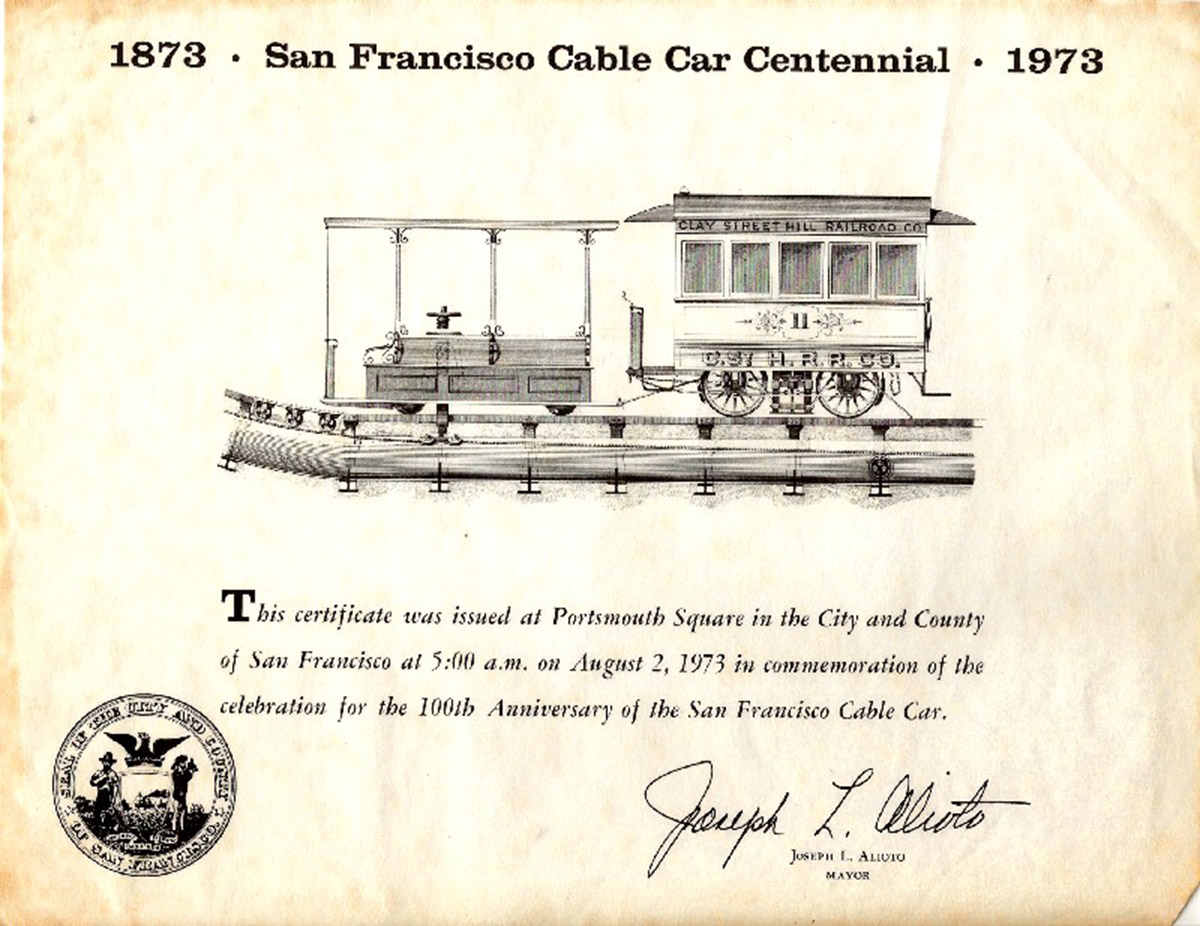 1873 · San Francisco Cable Car Centennial · 1973
CLAY STREET HILL RAILROAD CO
11
C. St H. R. R. CO.
This certificate was issued at Portsmouth Square in the City and County
of San Francisco at 5:00 a.m. on August 2, 1973 in commemoration of the
celebration for the 100th Anniversary of the San Francisco Cable Car.
SEAL OF THE CITY AND COUNTY
OF SAN FRANCISCO
Joseph L. Alioto
JOSEPH L. ALIOTO
MAYOR